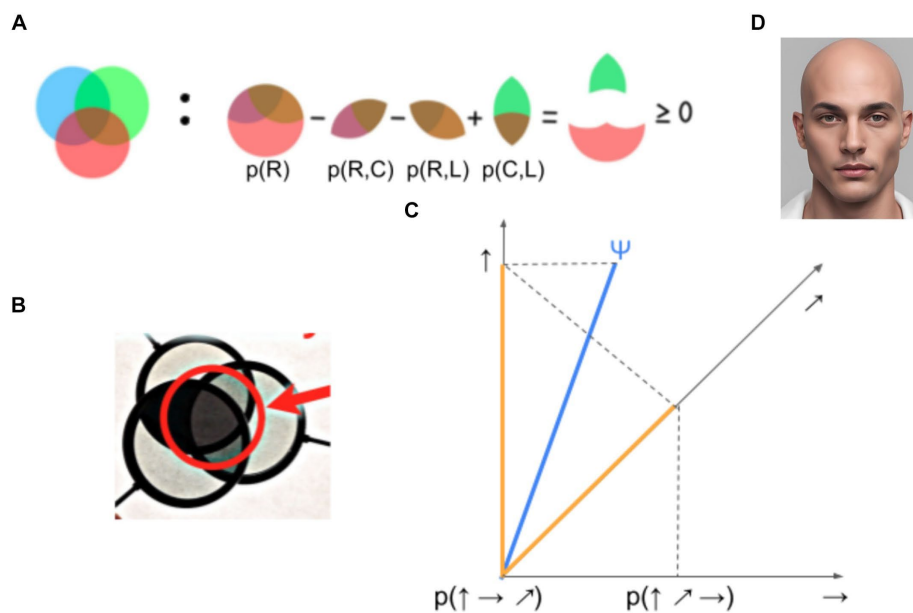 A
D
: - - + = ≥ 0
p(R) p(R,C) p(R,L) p(C,L)
C
↑ Ψ
↗
B
p(↑ → ↗) p(↑ ↗ →) →